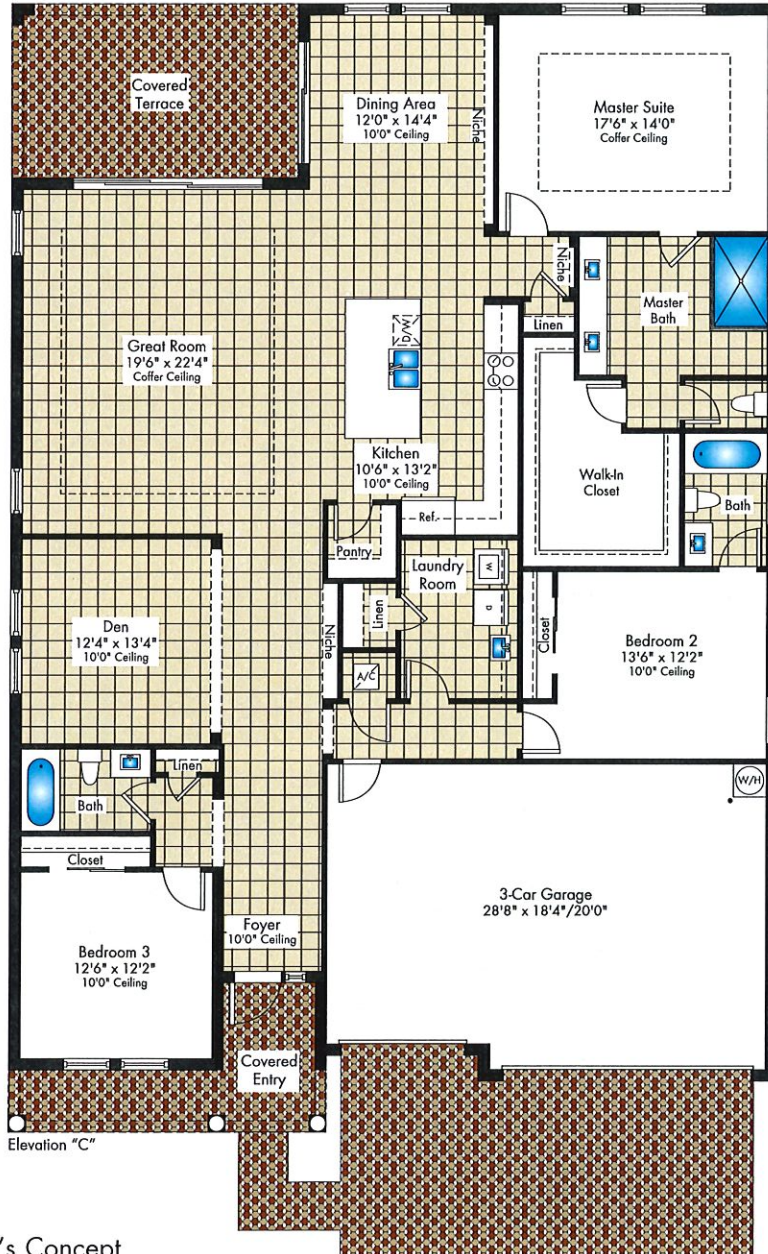 Covered
Terrace
Dining Area
12'0" x 14'4"
10'0" Ceiling
Niche
Master Suite
17'6" x 14'0"
Coffer Ceiling
Niche
Linen
Master
Bath
D/W
Great Room
19'6" x 22'4"
Coffer Ceiling
Kitchen
10'6" x 13'2"
10'0" Ceiling
Walk-In
Closet
Bath
Ref.
Pantry
Laundry
Room
W
D
Linen
Niche
Den
12'4" x 13'4"
10'0" Ceiling
Closet
Bedroom 2
13'6" x 12'2"
10'0" Ceiling
A/C
Linen
Bath
W/H
Closet
3-Car Garage
28'8" x 18'4"/20'0"
Foyer
10'0" Ceiling
Bedroom 3
12'6" x 12'2"
10'0" Ceiling
Covered
Entry
Elevation "C"
's Concept